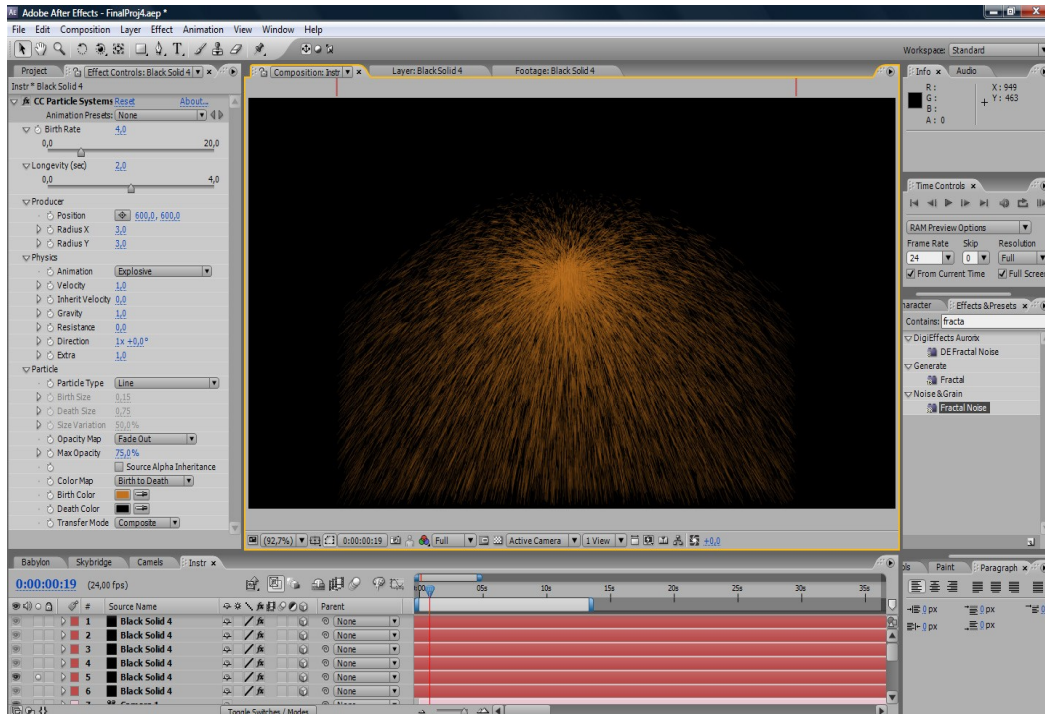 Adobe After Effects - FinalProj4.aep *
File Edit Composition Layer Effect Animation View Window Help
Workspace: Standard
Project Effect Controls: Black Solid 4
Instr * Black Solid 4
CC Particle Systems Reset About...
Animation Presets: None
Birth Rate 4,0
0,0 20,0
Longevity (sec) 2,0
0,0 4,0
Producer
Position 600,0, 600,0
Radius X 3,0
Radius Y 3,0
Physics
Animation Explosive
Velocity 1,0
Inherit Velocity 0,0
Gravity 1,0
Resistance 0,0
Direction 1x +0,0°
Extra 1,0
Particle
Particle Type Line
Birth Size 0,15
Death Size 0,75
Size Variation 50,0%
Opacity Map Fade Out
Max Opacity 75,0%
Source Alpha Inheritance
Color Map Birth to Death
Birth Color
Death Color
Transfer Mode Composite
Composition: Instr Layer: Black Solid 4 Footage: Black Solid 4
(92,7%) 0:00:00:19 Full Active Camera 1 View +0,0
Info Audio
R: X: 949
G: Y: 463
B:
A: 0
Time Controls
RAM Preview Options
Frame Rate Skip Resolution
24 0 Full
From Current Time Full Scree
haracter Effects & Presets
Contains: fracta
DigiEffects Aurorix
DE Fractal Noise
Generate
Fractal
Noise & Grain
Fractal Noise
Babylon Skybridge Camels Instr
0:00:00:19 (24,00 fps)
05s 10s 15s 20s 25s 30s 35s
# Source Name Parent
1 Black Solid 4 None
2 Black Solid 4 None
3 Black Solid 4 None
4 Black Solid 4 None
5 Black Solid 4 None
6 Black Solid 4 None
Toggle Switches / Modes
Paint Paragraph
0 px 0 px 0
0 px 0 px